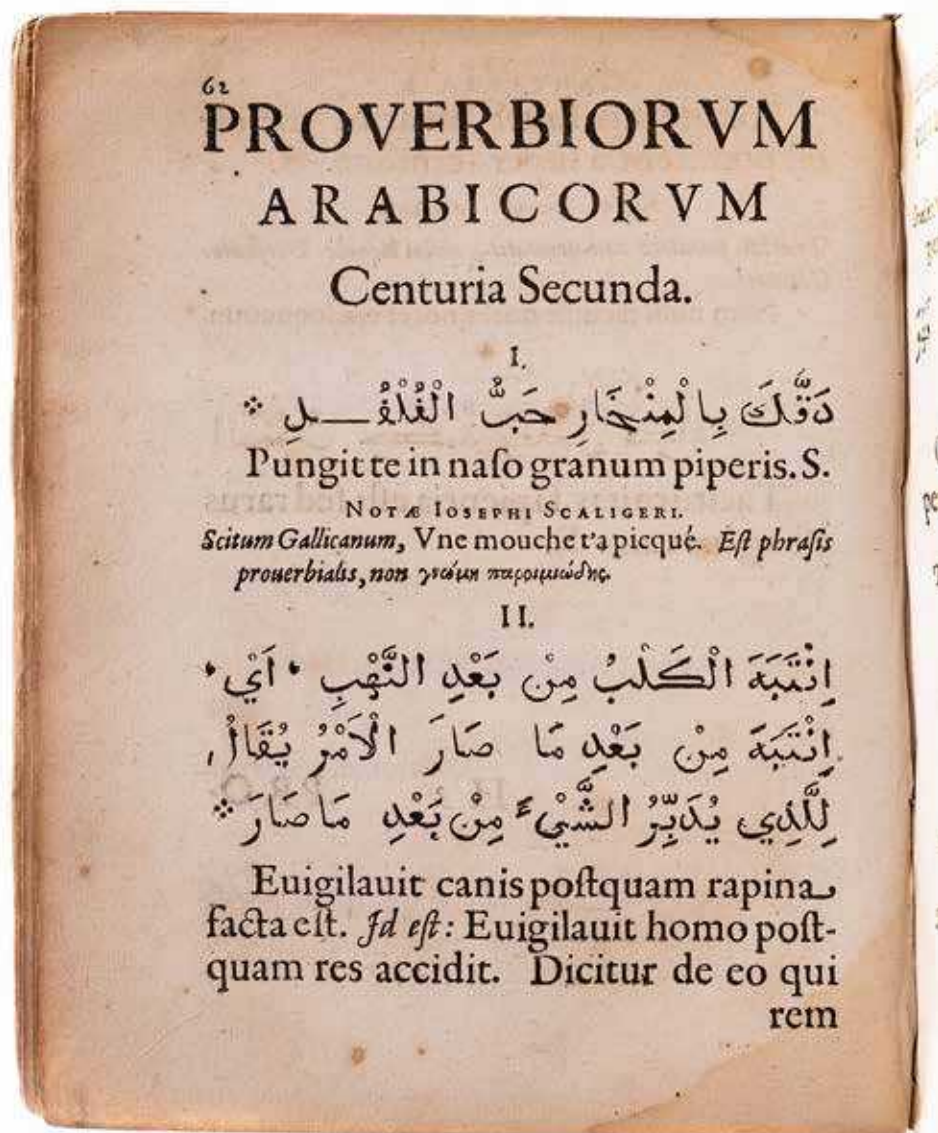 62
PROVERBIORVM
ARABICORVM
Centuria Secunda.
I.
دَقَّكَ بِالْمِنْخَارِ حَبُّ الْفُلْفُـــلِ
Pungit te in naſo granum piperis. S.
NOTÆ IOSEPHI SCALIGERI.
Scitum Gallicanum, Vne mouche t'a picqué. Eſt phraſis
prouerbialis, non γνώμη παροιμιώδης.
II.
اِنْتَبَهَ الْكَلْبُ مِنْ بَعْدِ النَّهْبِ ، اَيْ ،
اِنْتَبَهَ مِنْ بَعْدِ مَا صَارَ الْاَمْرُ يُقَالُ
لِلَّذِي يُدَبِّرُ الشَّيْءَ مِنْ بَعْدِ مَا صَارَ
Euigilauit canis poſtquam rapina
facta eſt. Id eſt: Euigilauit homo poſt-
quam res accidit. Dicitur de eo qui
rem